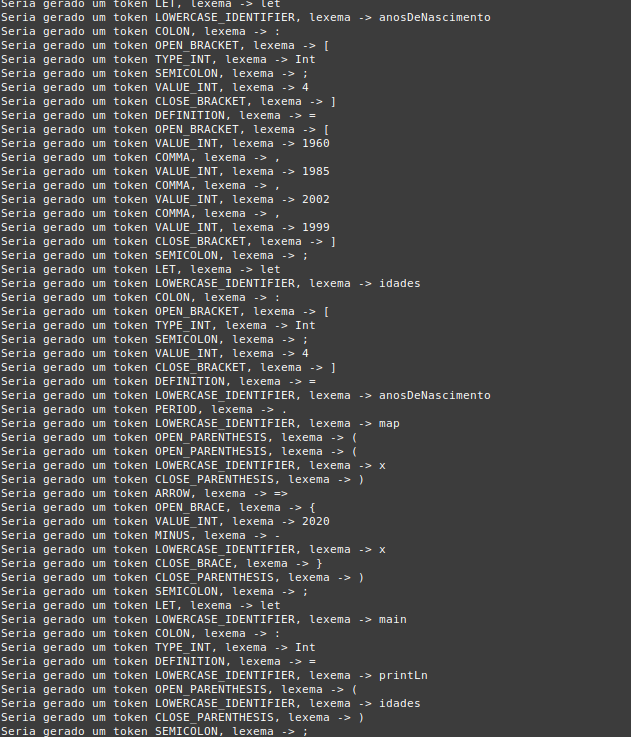 Seria gerado um token LET, lexema -> let
Seria gerado um token LOWERCASE_IDENTIFIER, lexema -> anosDeNascimento
Seria gerado um token COLON, lexema -> :
Seria gerado um token OPEN_BRACKET, lexema -> [
Seria gerado um token TYPE_INT, lexema -> Int
Seria gerado um token SEMICOLON, lexema -> ;
Seria gerado um token VALUE_INT, lexema -> 4
Seria gerado um token CLOSE_BRACKET, lexema -> ]
Seria gerado um token DEFINITION, lexema -> =
Seria gerado um token OPEN_BRACKET, lexema -> [
Seria gerado um token VALUE_INT, lexema -> 1960
Seria gerado um token COMMA, lexema -> ,
Seria gerado um token VALUE_INT, lexema -> 1985
Seria gerado um token COMMA, lexema -> ,
Seria gerado um token VALUE_INT, lexema -> 2002
Seria gerado um token COMMA, lexema -> ,
Seria gerado um token VALUE_INT, lexema -> 1999
Seria gerado um token CLOSE_BRACKET, lexema -> ]
Seria gerado um token SEMICOLON, lexema -> ;
Seria gerado um token LET, lexema -> let
Seria gerado um token LOWERCASE_IDENTIFIER, lexema -> idades
Seria gerado um token COLON, lexema -> :
Seria gerado um token OPEN_BRACKET, lexema -> [
Seria gerado um token TYPE_INT, lexema -> Int
Seria gerado um token SEMICOLON, lexema -> ;
Seria gerado um token VALUE_INT, lexema -> 4
Seria gerado um token CLOSE_BRACKET, lexema -> ]
Seria gerado um token DEFINITION, lexema -> =
Seria gerado um token LOWERCASE_IDENTIFIER, lexema -> anosDeNascimento
Seria gerado um token PERIOD, lexema -> .
Seria gerado um token LOWERCASE_IDENTIFIER, lexema -> map
Seria gerado um token OPEN_PARENTHESIS, lexema -> (
Seria gerado um token OPEN_PARENTHESIS, lexema -> (
Seria gerado um token LOWERCASE_IDENTIFIER, lexema -> x
Seria gerado um token CLOSE_PARENTHESIS, lexema -> )
Seria gerado um token ARROW, lexema -> =>
Seria gerado um token OPEN_BRACE, lexema -> {
Seria gerado um token VALUE_INT, lexema -> 2020
Seria gerado um token MINUS, lexema -> -
Seria gerado um token LOWERCASE_IDENTIFIER, lexema -> x
Seria gerado um token CLOSE_BRACE, lexema -> }
Seria gerado um token CLOSE_PARENTHESIS, lexema -> )
Seria gerado um token SEMICOLON, lexema -> ;
Seria gerado um token LET, lexema -> let
Seria gerado um token LOWERCASE_IDENTIFIER, lexema -> main
Seria gerado um token COLON, lexema -> :
Seria gerado um token TYPE_INT, lexema -> Int
Seria gerado um token DEFINITION, lexema -> =
Seria gerado um token LOWERCASE_IDENTIFIER, lexema -> printLn
Seria gerado um token OPEN_PARENTHESIS, lexema -> (
Seria gerado um token LOWERCASE_IDENTIFIER, lexema -> idades
Seria gerado um token CLOSE_PARENTHESIS, lexema -> )
Seria gerado um token SEMICOLON, lexema -> ;